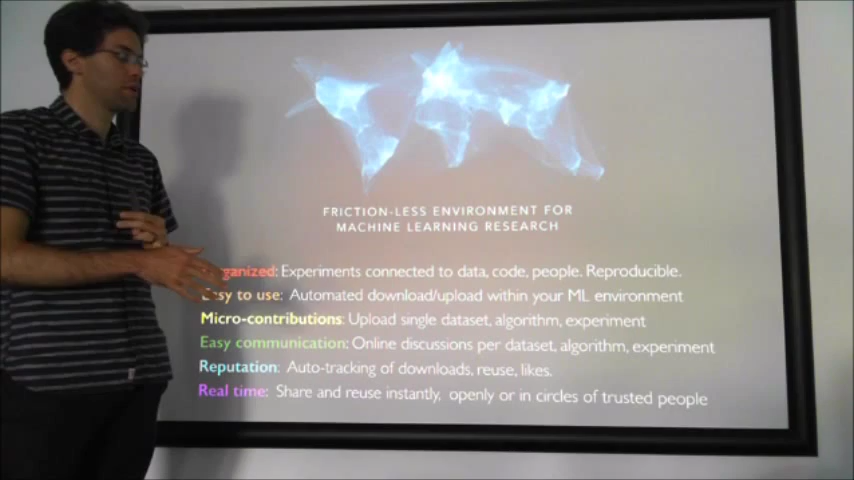 FRICTION-LESS ENVIRONMENT FOR
MACHINE LEARNING RESEARCH
ganized: Experiments connected to data, code, people. Reproducible.
Easy to use: Automated download/upload within your ML environment
Micro-contributions: Upload single dataset, algorithm, experiment
Easy communication: Online discussions per dataset, algorithm, experiment
Reputation: Auto-tracking of downloads, reuse, likes.
Real time: Share and reuse instantly, openly or in circles of trusted people